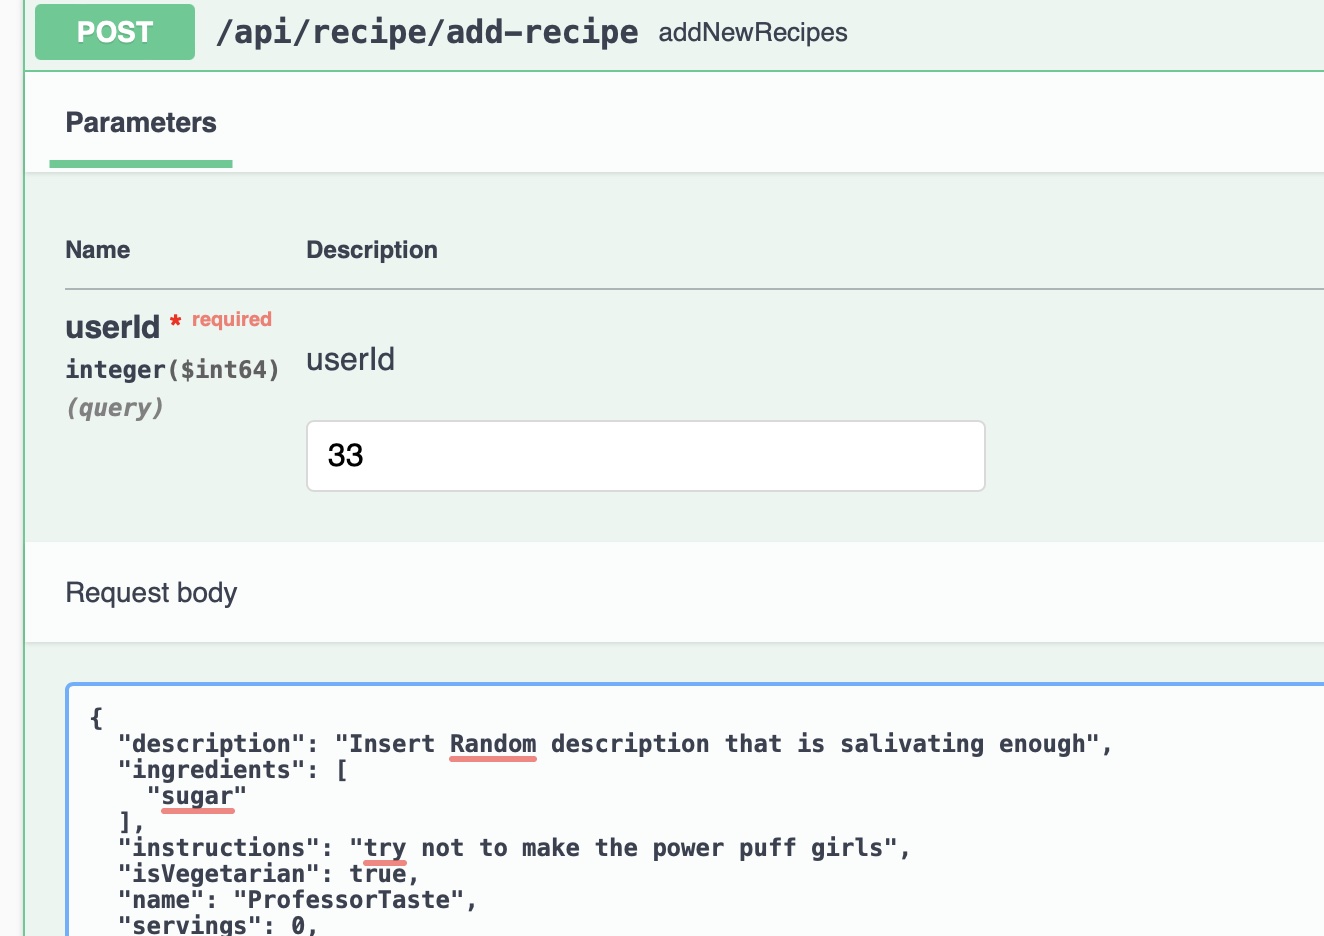 POST /api/recipe/add-recipe addNewRecipes
Parameters
Name Description
userId * required
integer($int64)
(query)
userId
33
Request body
{
  "description": "Insert Random description that is salivating enough",
  "ingredients": [
    "sugar"
  ],
  "instructions": "try not to make the power puff girls",
  "isVegetarian": true,
  "name": "ProfessorTaste",
  "servings": 0,